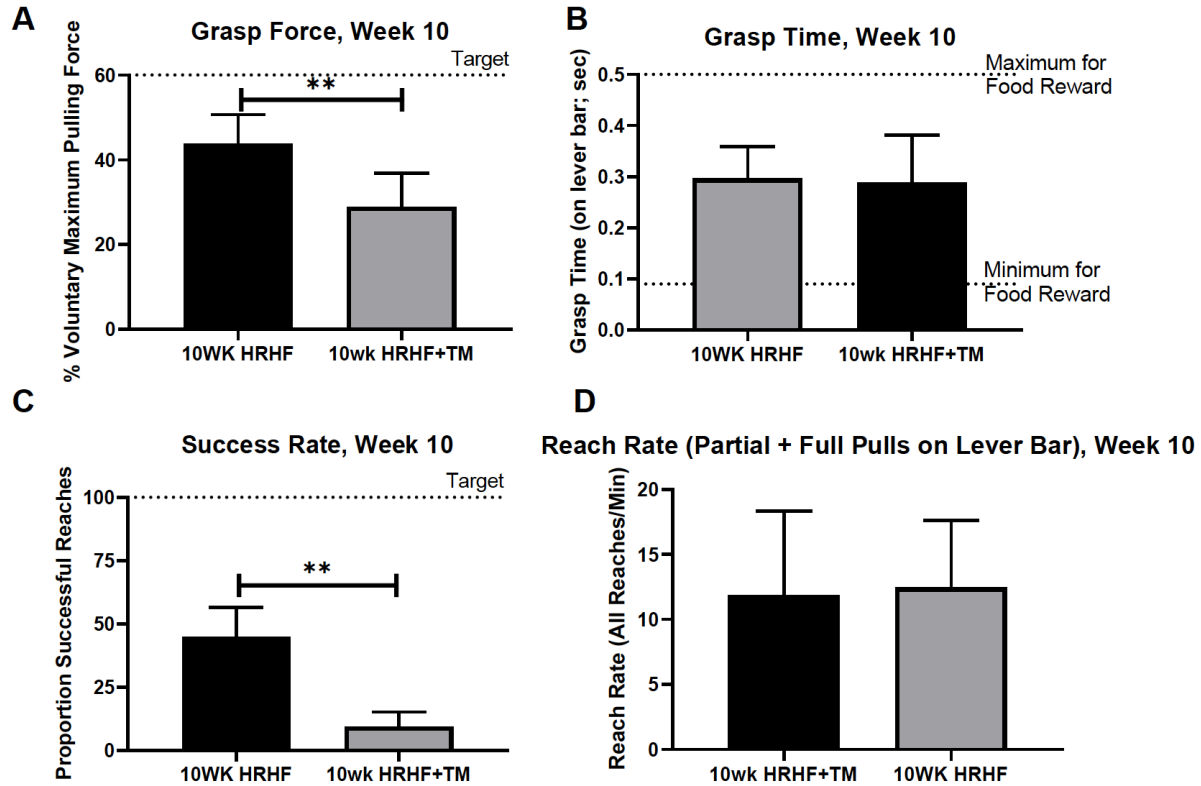 A
Grasp Force, Week 10
Target
% Voluntary Maximum Pulling Force
60
40
20
0
**
10WK HRHF
10wk HRHF+TM
B
Grasp Time, Week 10
Maximum for
Food Reward
Grasp Time (on lever bar; sec)
0.5
0.4
0.3
0.2
0.1
0.0
Minimum for
Food Reward
10WK HRHF
10wk HRHF+TM
C
Success Rate, Week 10
Target
Proportion Successful Reaches
100
75
50
25
0
**
10WK HRHF
10wk HRHF+TM
D
Reach Rate (Partial + Full Pulls on Lever Bar), Week 10
Reach Rate (All Reaches/Min)
20
15
10
5
0
10wk HRHF+TM
10WK HRHF